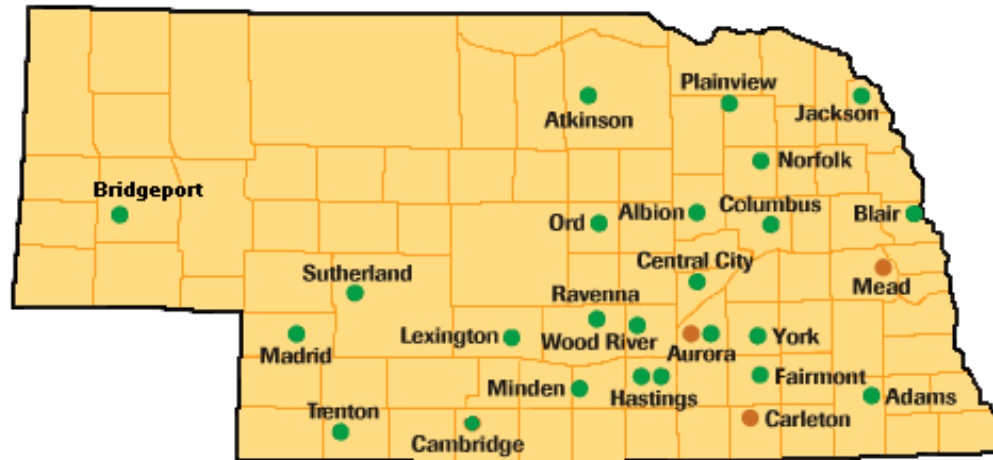 Plainview
Atkinson
Jackson
Norfolk
Bridgeport
Albion
Columbus
Blair
Ord
Central City
Sutherland
Mead
Ravenna
Lexington
Wood River
York
Madrid
Aurora
Minden
Hastings
Fairmont
Adams
Trenton
Cambridge
Carleton